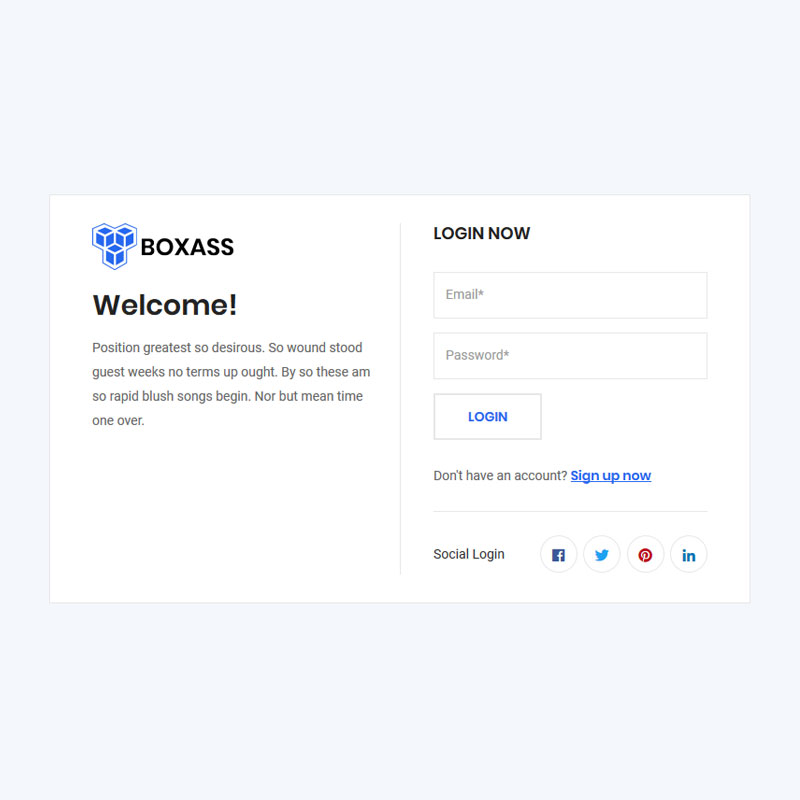 BOXASS
Welcome!
Position greatest so desirous. So wound stood
guest weeks no terms up ought. By so these am
so rapid blush songs begin. Nor but mean time
one over.
LOGIN NOW
Email*
Password*
LOGIN
Don't have an account? Sign up now
Social Login